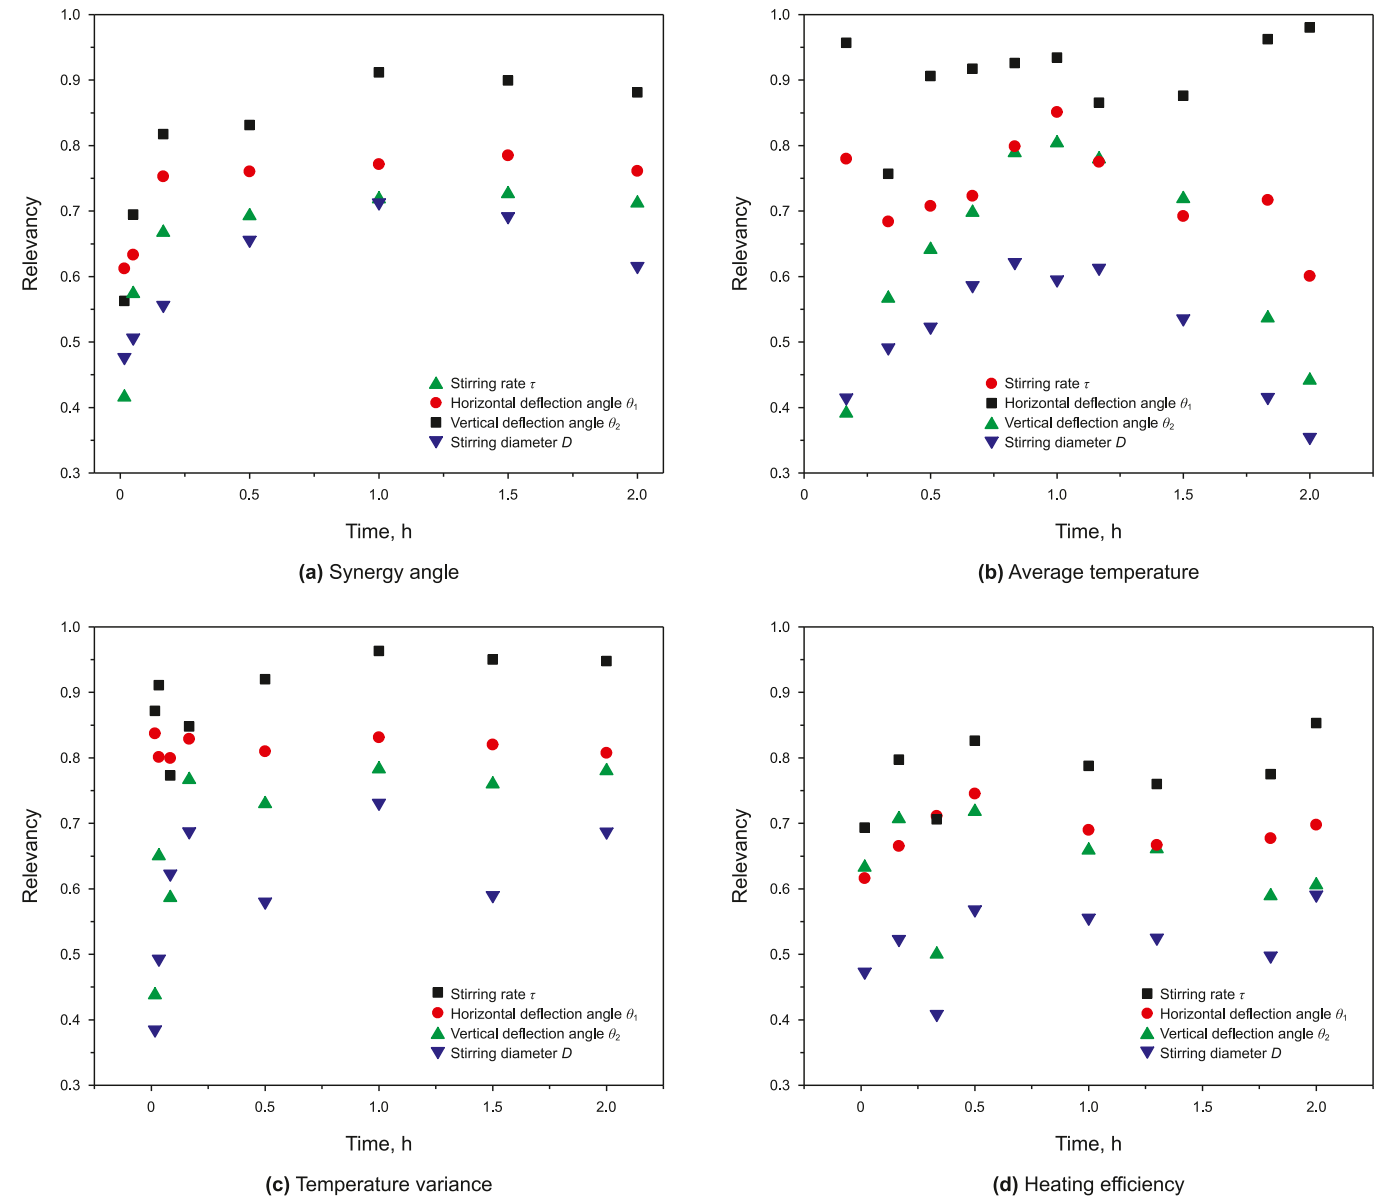 1.0
0.9
0.8
0.7
0.6
0.5
0.4
0.3
Relevancy
Stirring rate τ
Horizontal deflection angle θ₁
Vertical deflection angle θ₂
Stirring diameter D
0 0.5 1.0 1.5 2.0
Time, h
(a) Synergy angle
1.0
0.9
0.8
0.7
0.6
0.5
0.4
0.3
Relevancy
Stirring rate τ
Horizontal deflection angle θ₁
Vertical deflection angle θ₂
Stirring diameter D
0 0.5 1.0 1.5 2.0
Time, h
(b) Average temperature
1.0
0.9
0.8
0.7
0.6
0.5
0.4
0.3
Relevancy
Stirring rate τ
Horizontal deflection angle θ₁
Vertical deflection angle θ₂
Stirring diameter D
0 0.5 1.0 1.5 2.0
Time, h
(c) Temperature variance
1.0
0.9
0.8
0.7
0.6
0.5
0.4
0.3
Relevancy
Stirring rate τ
Horizontal deflection angle θ₁
Vertical deflection angle θ₂
Stirring diameter D
0 0.5 1.0 1.5 2.0
Time, h
(d) Heating efficiency